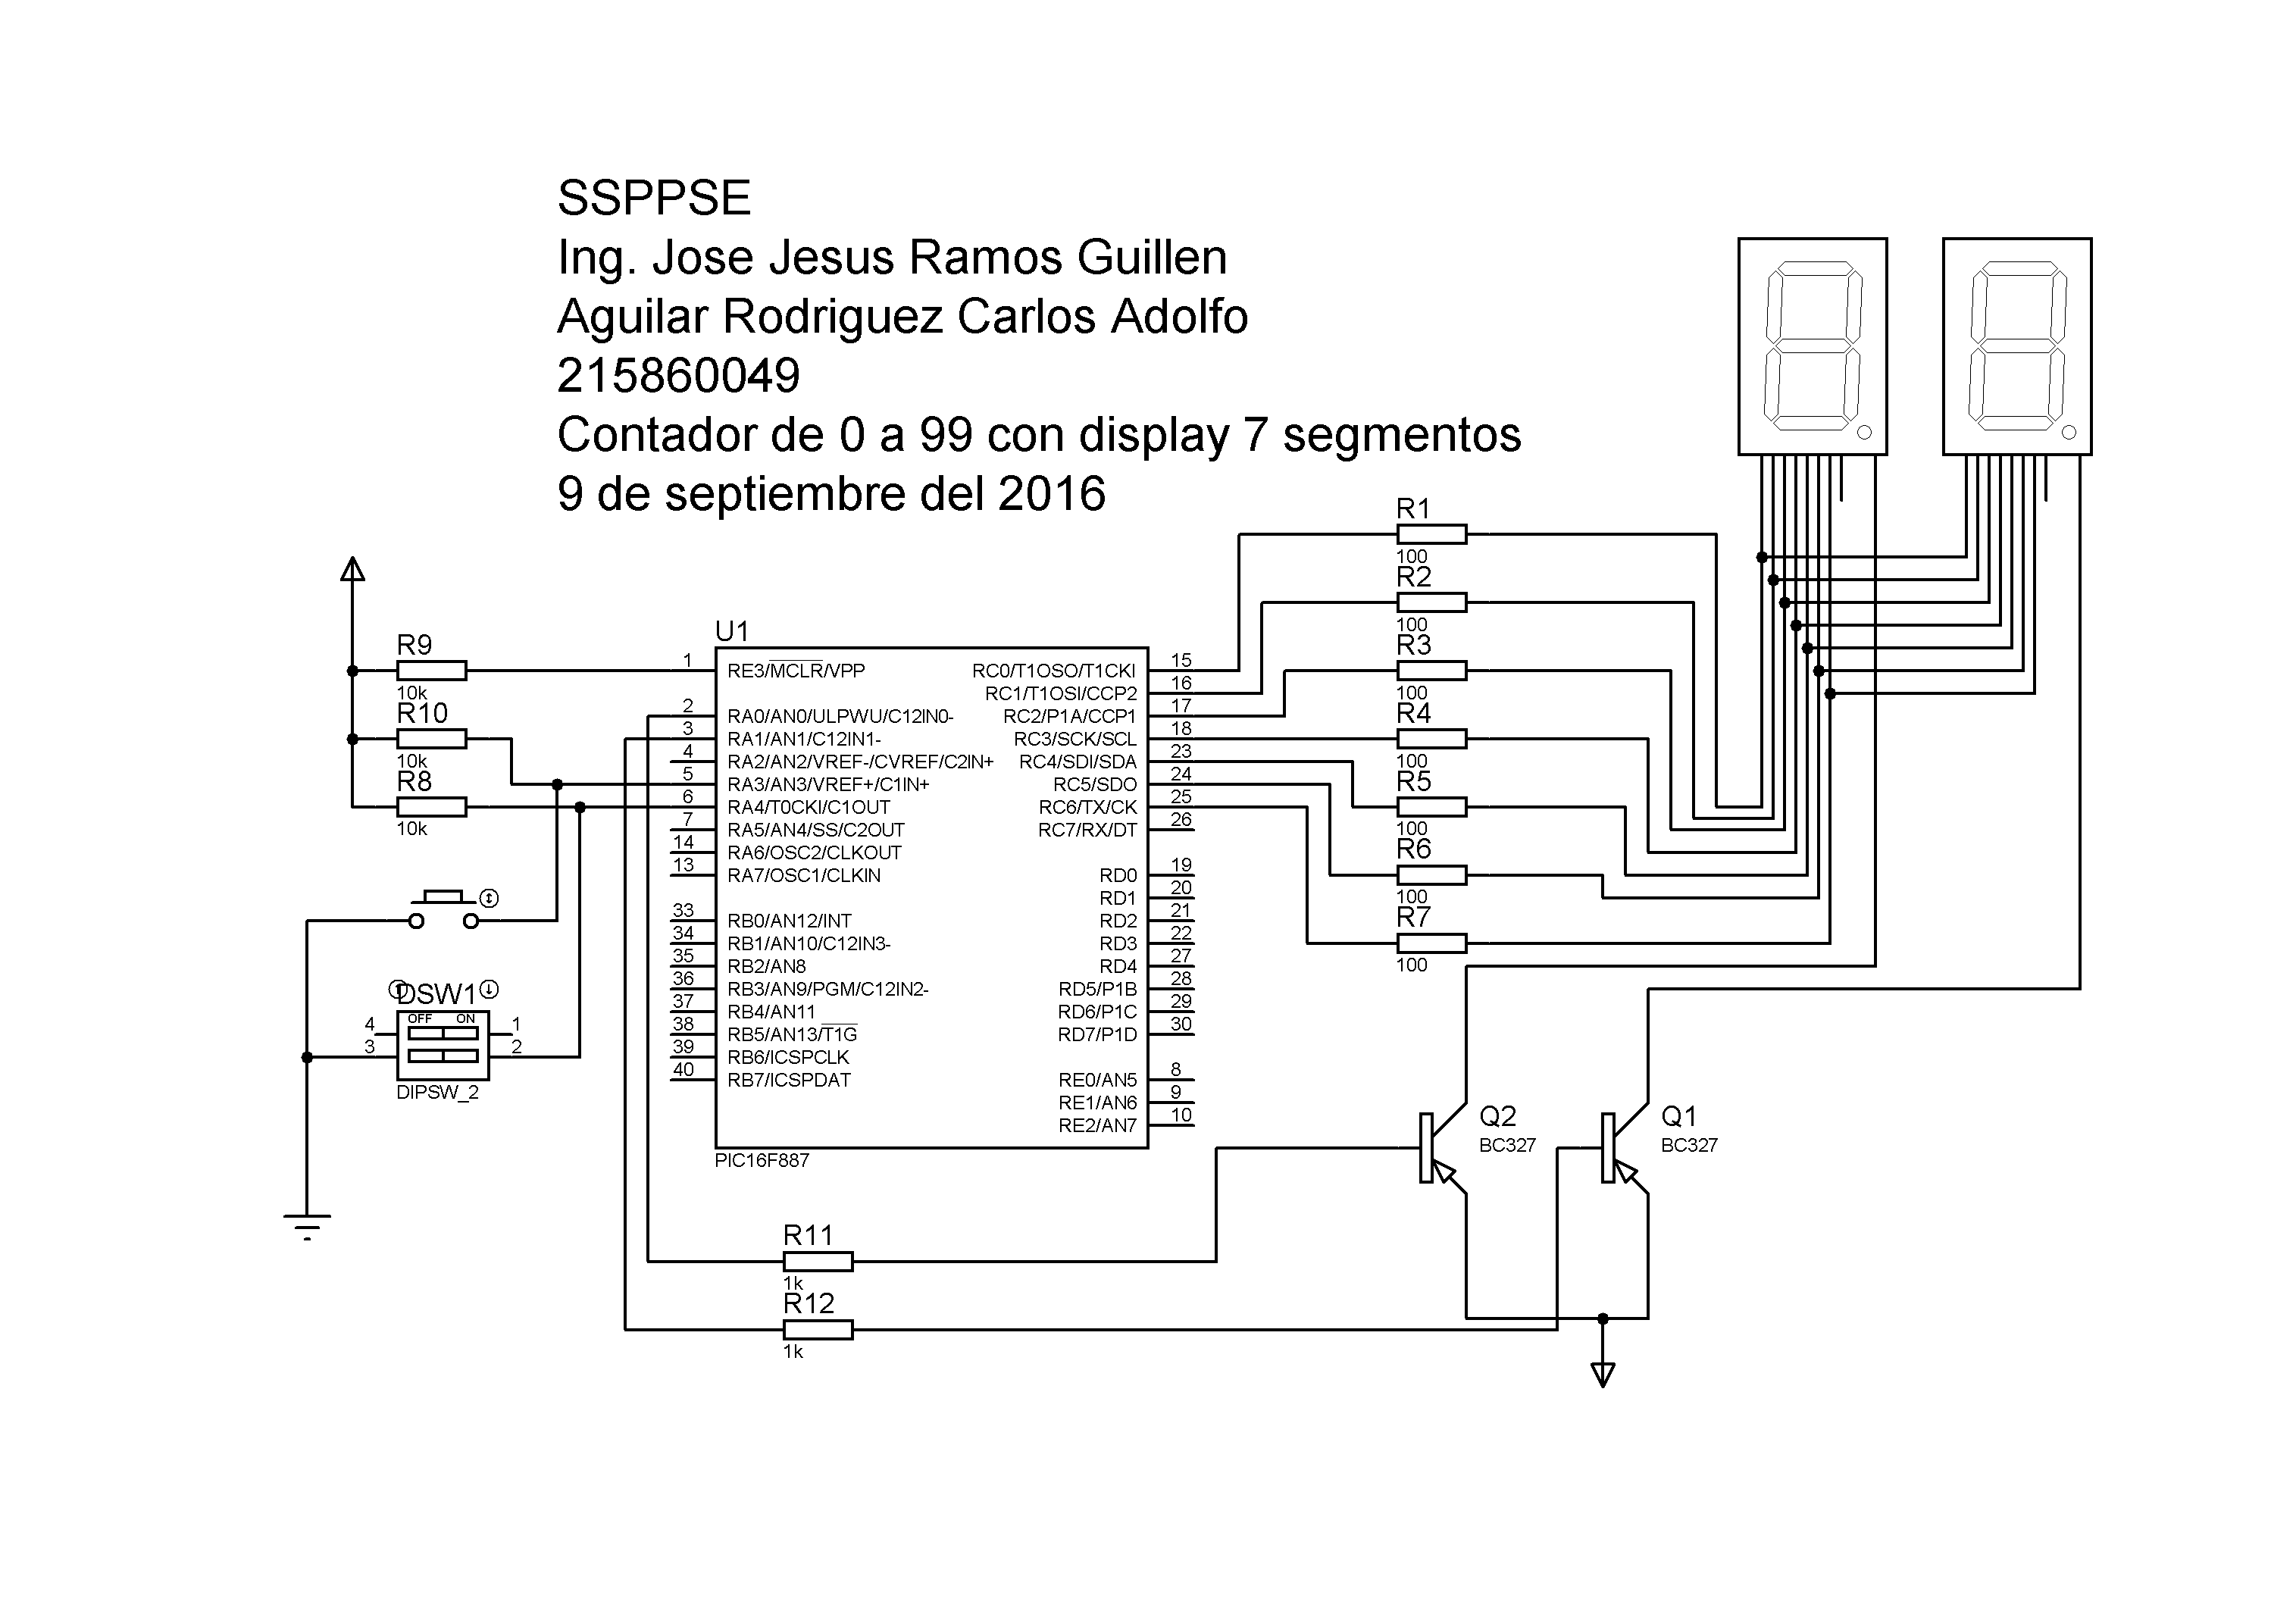 SSPPSE
Ing. Jose Jesus Ramos Guillen
Aguilar Rodriguez Carlos Adolfo
215860049
Contador de 0 a 99 con display 7 segmentos
9 de septiembre del 2016
R1
100
R2
100
R3
100
R4
100
R5
100
R6
100
R7
100
R9
10k
R10
10k
R8
10k
U1
1 RE3/MCLR/VPP
2 RA0/AN0/ULPWU/C12IN0-
3 RA1/AN1/C12IN1-
4 RA2/AN2/VREF-/CVREF/C2IN+
5 RA3/AN3/VREF+/C1IN+
6 RA4/T0CKI/C1OUT
7 RA5/AN4/SS/C2OUT
14 RA6/OSC2/CLKOUT
13 RA7/OSC1/CLKIN
33 RB0/AN12/INT
34 RB1/AN10/C12IN3-
35 RB2/AN8
36 RB3/AN9/PGM/C12IN2-
37 RB4/AN11
38 RB5/AN13/T1G
39 RB6/ICSPCLK
40 RB7/ICSPDAT
RC0/T1OSO/T1CKI 15
RC1/T1OSI/CCP2 16
RC2/P1A/CCP1 17
RC3/SCK/SCL 18
RC4/SDI/SDA 23
RC5/SDO 24
RC6/TX/CK 25
RC7/RX/DT 26
RD0 19
RD1 20
RD2 21
RD3 22
RD4 27
RD5/P1B 28
RD6/P1C 29
RD7/P1D 30
RE0/AN5 8
RE1/AN6 9
RE2/AN7 10
PIC16F887
DSW1
OFF ON
4 1
3 2
DIPSW_2
Q2
BC327
Q1
BC327
R11
1k
R12
1k